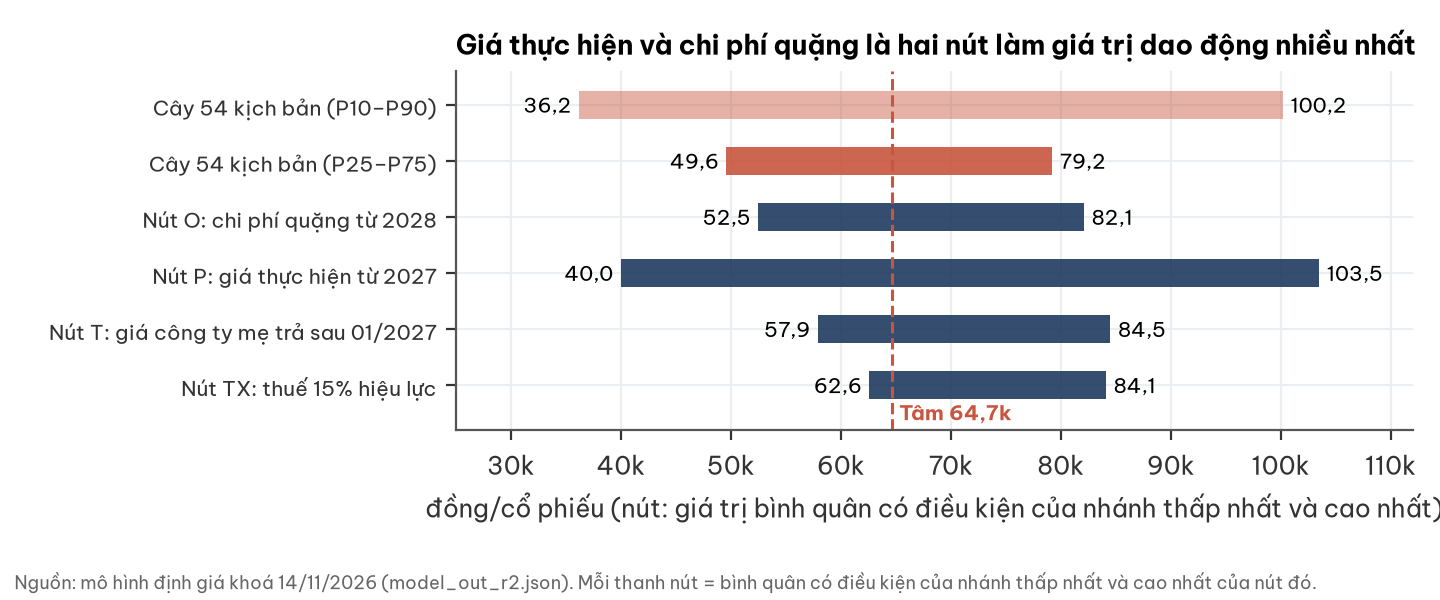 Giá thực hiện và chi phí quặng là hai nút làm giá trị dao động nhiều nhất
Cây 54 kịch bản (P10–P90)
36,2
100,2
Cây 54 kịch bản (P25–P75)
49,6
79,2
Nút O: chi phí quặng từ 2028
52,5
82,1
Nút P: giá thực hiện từ 2027
40,0
103,5
Nút T: giá công ty mẹ trả sau 01/2027
57,9
84,5
Nút TX: thuế 15% hiệu lực
62,6
84,1
Tâm 64,7k
30k 40k 50k 60k 70k 80k 90k 100k 110k
đồng/cổ phiếu (nút: giá trị bình quân có điều kiện của nhánh thấp nhất và cao nhất)
Nguồn: mô hình định giá khoá 14/11/2026 (model_out_r2.json). Mỗi thanh nút = bình quân có điều kiện của nhánh thấp nhất và cao nhất của nút đó.